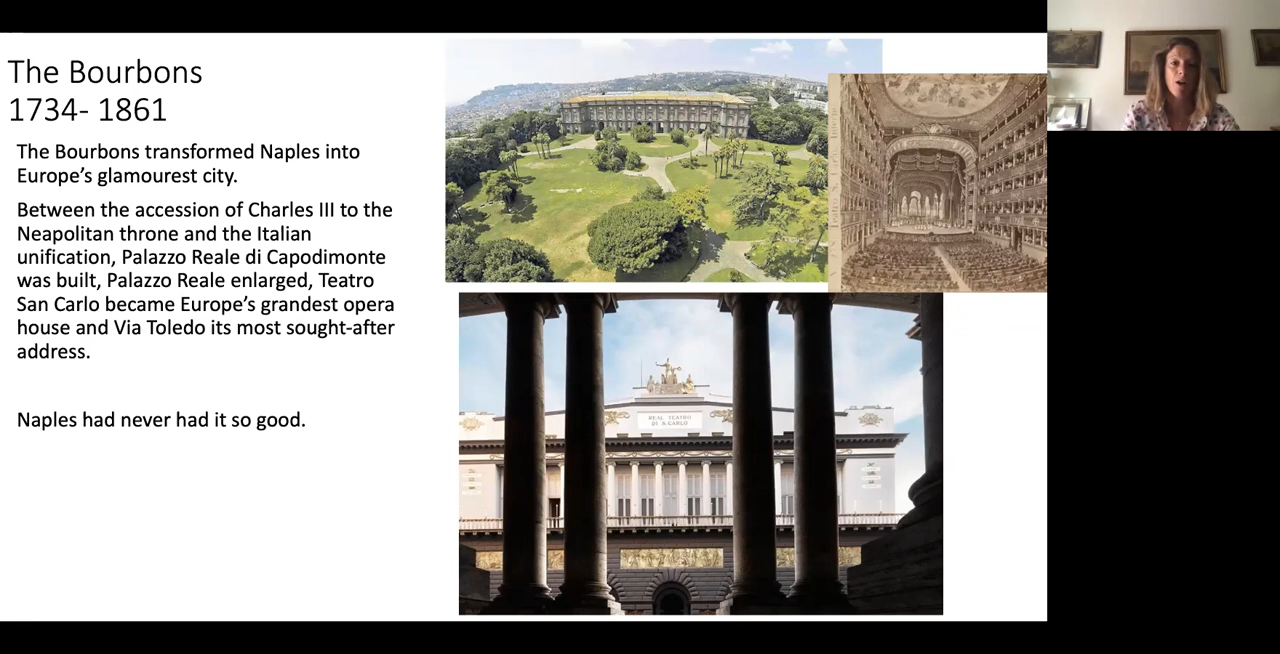 The Bourbons
1734- 1861
The Bourbons transformed Naples into
Europe's glamourest city.
Between the accession of Charles III to the
Neapolitan throne and the Italian
unification, Palazzo Reale di Capodimonte
was built, Palazzo Reale enlarged, Teatro
San Carlo became Europe's grandest opera
house and Via Toledo its most sought-after
address.
Naples had never had it so good.
REAL TEATRO
DI S. CARLO